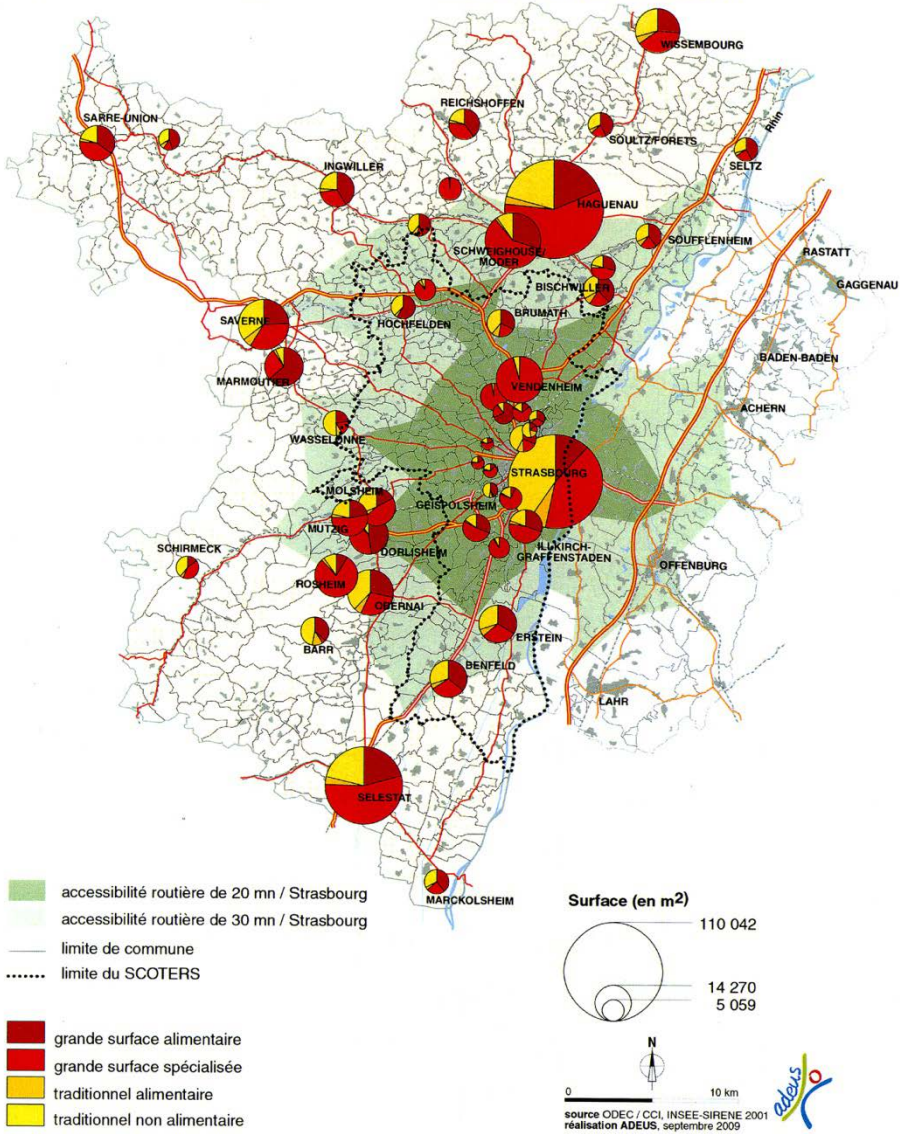 WISSEMBOURG
REICHSHOFFEN
SARRE-UNION
SOULTZ/FORETS
Rhin
SELTZ
INGWILLER
HAGUENAU
SOUFFLENHEIM
SCHWEIGHOUSE/
MODER
RASTATT
BISCHWILLER
GAGGENAU
SAVERNE
HOCHFELDEN
BRUMATH
BADEN-BADEN
MARMOUTIER
VENDENHEIM
ACHERN
WASSELONNE
STRASBOURG
MOLSHEIM
GEISPOLSHEIM
MUTZIG
SCHIRMECK
DORLISHEIM
ILLKIRCH-
GRAFFENSTADEN
OFFENBURG
ROSHEIM
OBERNAI
ERSTEIN
BARR
BENFELD
LAHR
SELESTAT
MARCKOLSHEIM
accessibilité routière de 20 mn / Strasbourg
accessibilité routière de 30 mn / Strasbourg
limite de commune
limite du SCOTERS
grande surface alimentaire
grande surface spécialisée
traditionnel alimentaire
traditionnel non alimentaire
Surface (en m²)
110 042
14 270
5 059
N
0 10 km
source ODEC / CCI, INSEE-SIRENE 2001
réalisation ADEUS, septembre 2009
adeus